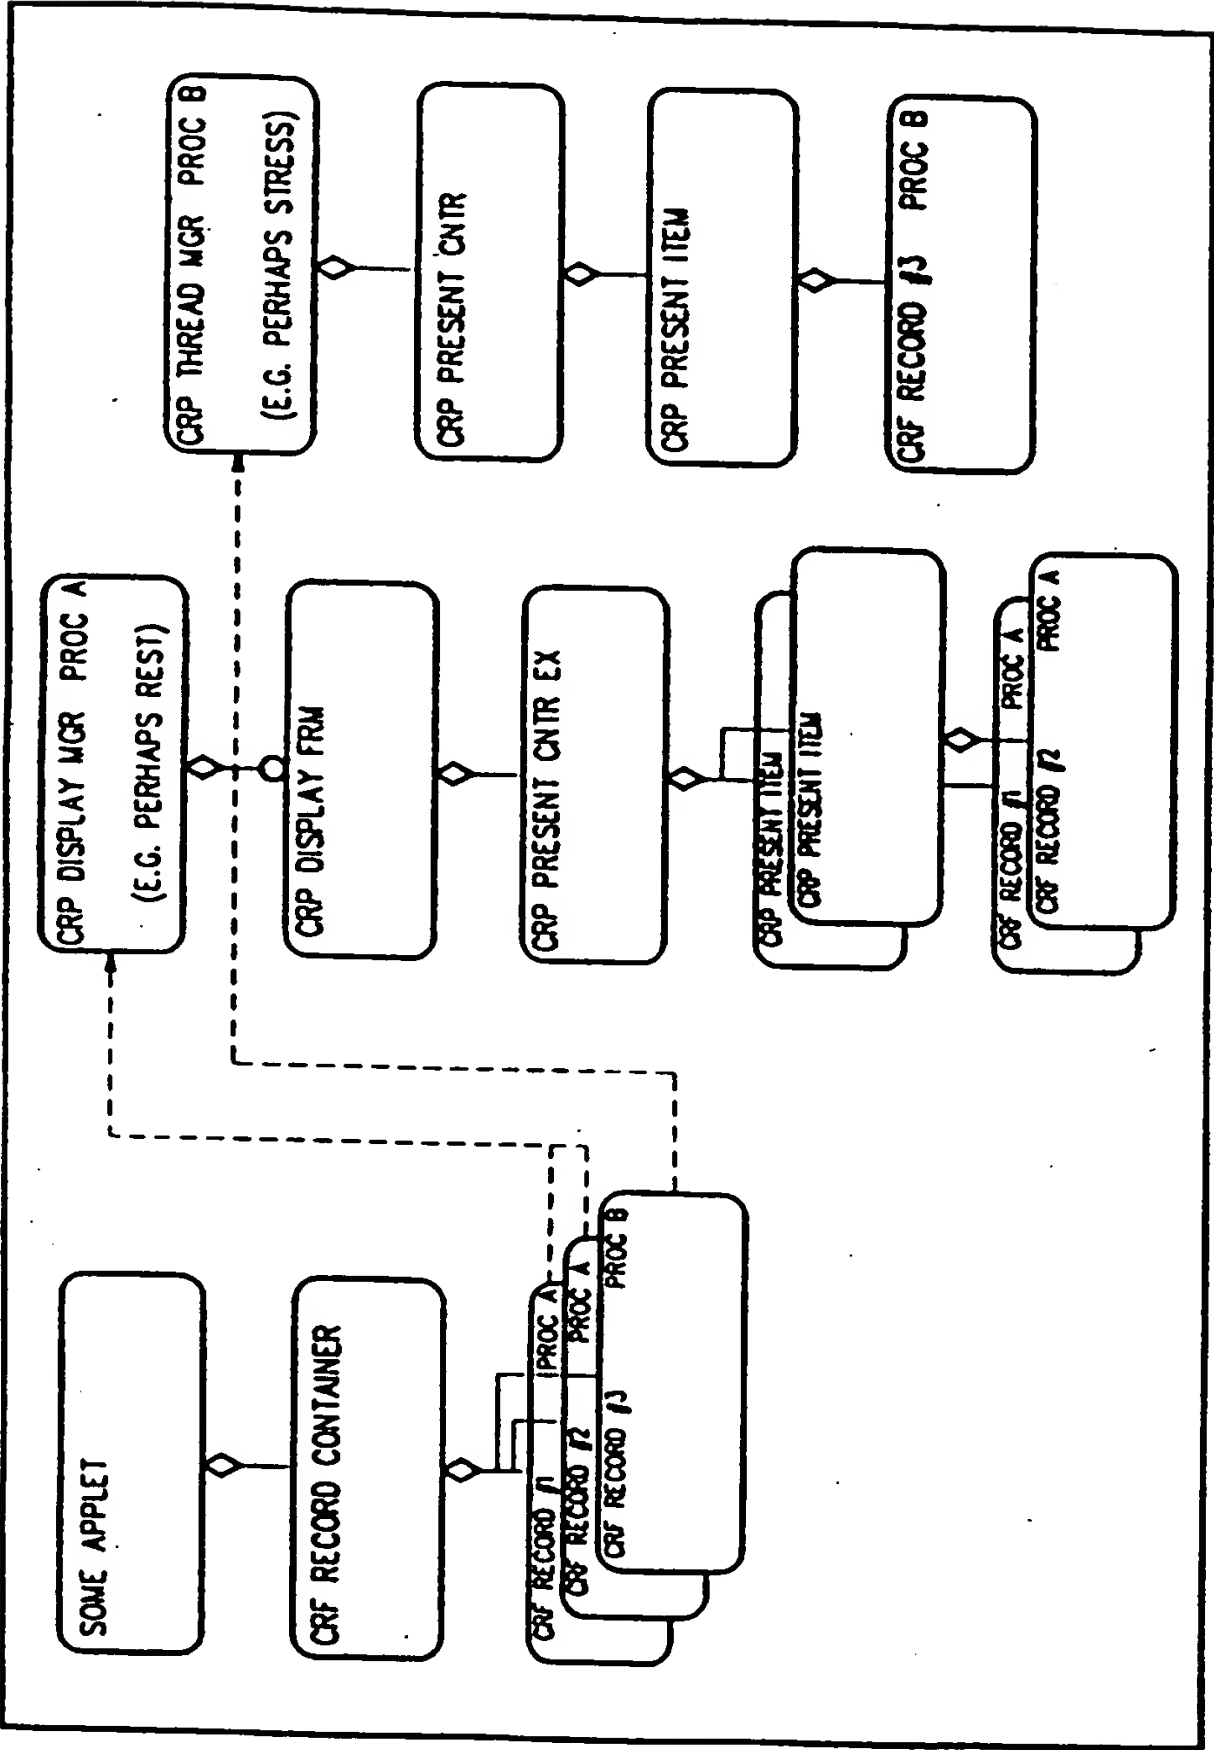 SOME APPLET
CRF RECORD CONTAINER
CRF RECORD #1 PROC A
CRF RECORD #2 PROC A
CRF RECORD #3 PROC B
CRP DISPLAY MGR PROC A
(E.G. PERHAPS REST)
CRP DISPLAY FRM
CRP PRESENT CNTR EX
CRP PRESENT ITEM
CRP PRESENT ITEM
CRF RECORD #1 PROC A
CRF RECORD #2 PROC A
CRP THREAD MGR PROC B
(E.G. PERHAPS STRESS)
CRP PRESENT CNTR
CRP PRESENT ITEM
CRF RECORD #3 PROC B